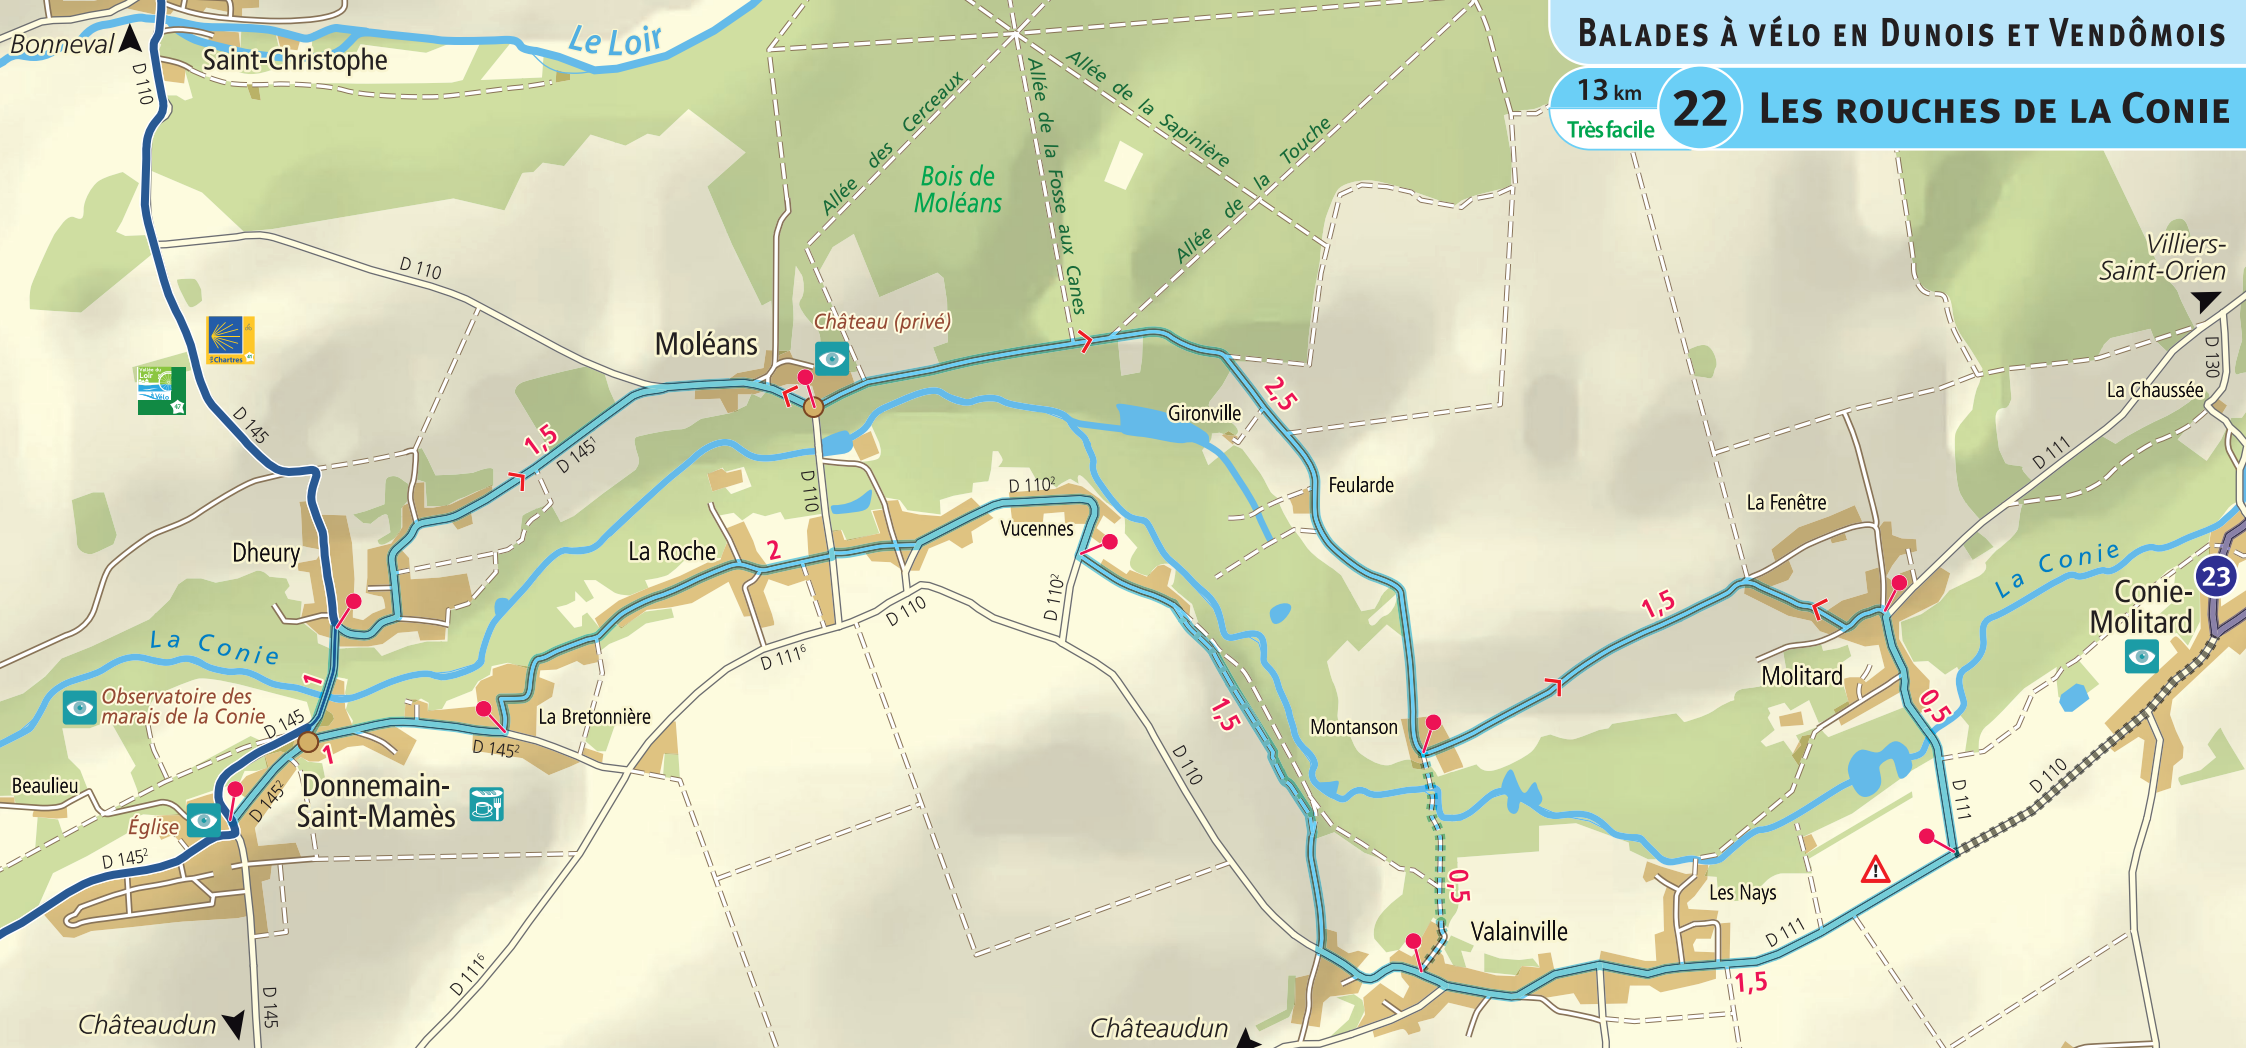 BALADES À VÉLO EN DUNOIS ET VENDÔMOIS
13 km
Très facile
22
LES ROUCHES DE LA CONIE
Bonneval
D 110
Saint-Christophe
Le Loir
Allée des Cerceaux
Allée de la Fosse aux Canes
Allée de la Sapinière
Allée de la Touche
Bois de
Moléans
Villiers-
Saint-Orien
D 110
Chartres
Vallée du
Loir
à Vélo
47
D 145
Moléans
Château (privé)
1,5
D 145¹
2,5
Gironville
Feularde
D 130
La Chaussée
D 111
La Fenêtre
D 110
D 110²
Vucennes
La Roche
2
Dheury
D 110²
D 110
D 111⁶
La Conie
23
Conie-
Molitard
1,5
Molitard
0,5
La Conie
1
Observatoire des
marais de la Conie
D 145
La Bretonnière
D 145²
1
1,5
Montanson
D 110
Beaulieu
Donnemain-
Saint-Mamès
D 145²
Église
D 145²
D 111
D 110
0,5
Les Nays
Valainville
D 111
1,5
D 111⁶
D 145
Châteaudun
Châteaudun